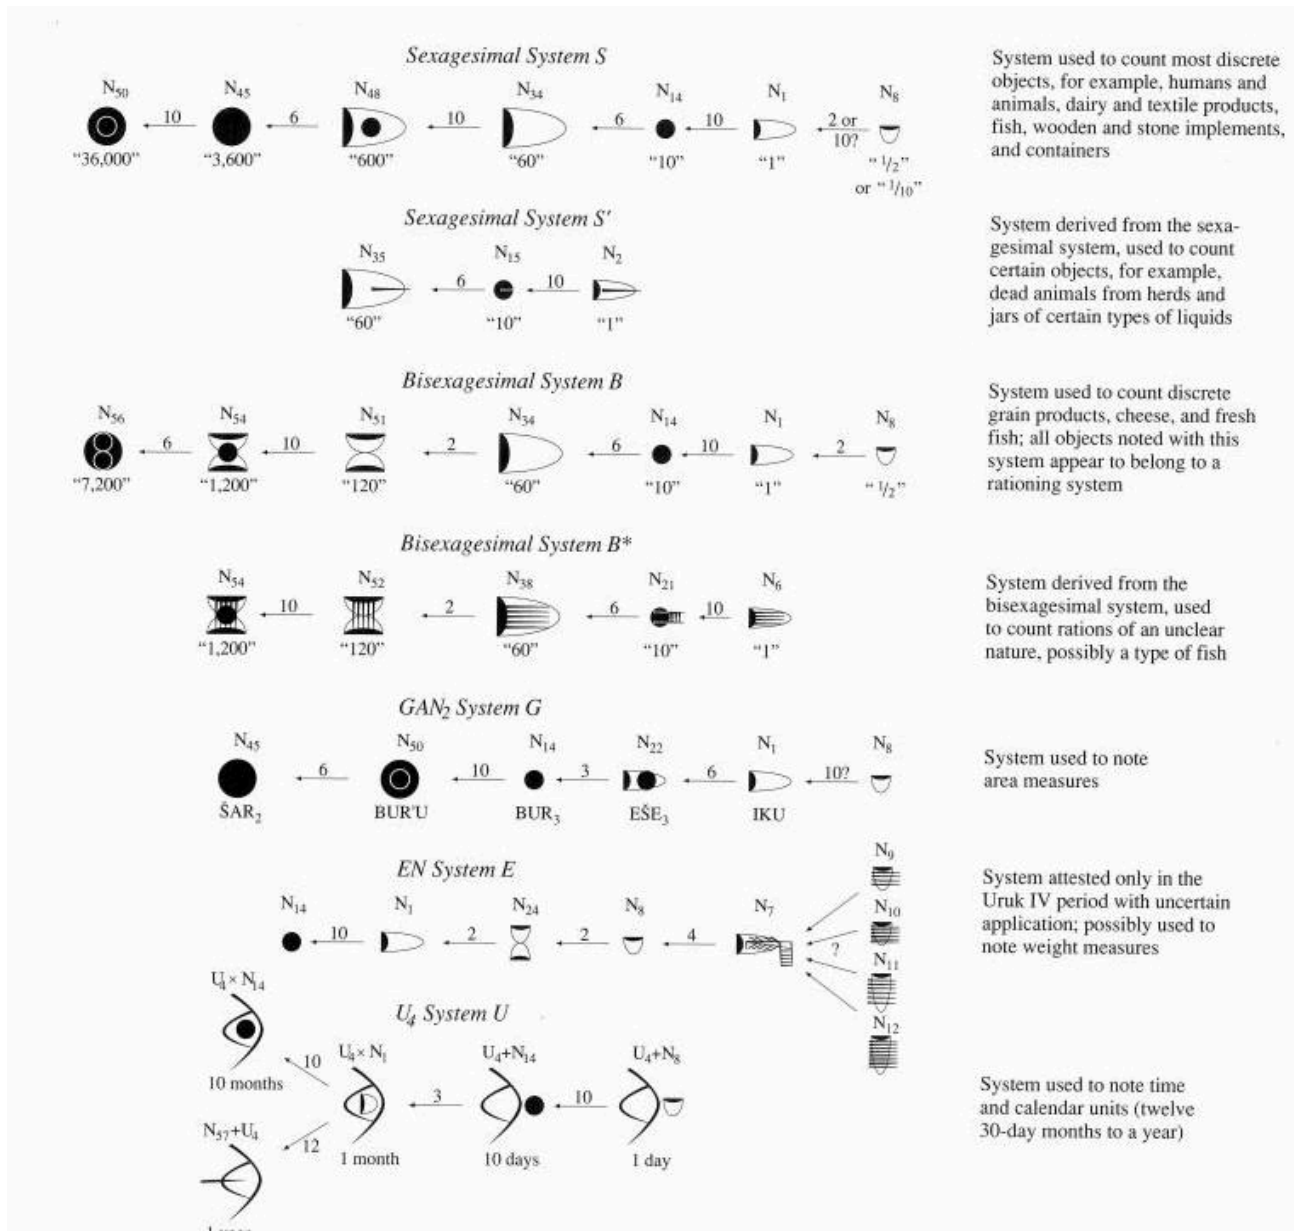 Sexagesimal System S
N50 N45 N48 N34 N14 N1 N8
10 6 10 6 10 2 or 10?
“36,000” “3,600” “600” “60” “10” “1” “1/2” or “1/10”
System used to count most discrete
objects, for example, humans and
animals, dairy and textile products,
fish, wooden and stone implements,
and containers
Sexagesimal System S′
N35 N15 N2
6 10
“60” “10” “1”
System derived from the sexa-
gesimal system, used to count
certain objects, for example,
dead animals from herds and
jars of certain types of liquids
Bisexagesimal System B
N56 N54 N51 N34 N14 N1 N8
6 10 2 6 10 2
“7,200” “1,200” “120” “60” “10” “1” “1/2”
System used to count discrete
grain products, cheese, and fresh
fish; all objects noted with this
system appear to belong to a
rationing system
Bisexagesimal System B*
N54 N52 N38 N21 N6
10 2 6 10
“1,200” “120” “60” “10” “1”
System derived from the
bisexagesimal system, used
to count rations of an unclear
nature, possibly a type of fish
GAN2 System G
N45 N50 N14 N22 N1 N8
6 10 3 6 10?
ŠAR2 BUR'U BUR3 EŠE3 IKU
System used to note
area measures
EN System E
N14 N1 N24 N8 N7 N9
10 2 2 4 ?
N10
N11
N12
System attested only in the
Uruk IV period with uncertain
application; possibly used to
note weight measures
U4 System U
U4×N14
10 months
10
U4×N1 U4+N14 U4+N8
3 10
1 month 10 days 1 day
N57+U4
12
System used to note time
and calendar units (twelve
30-day months to a year)